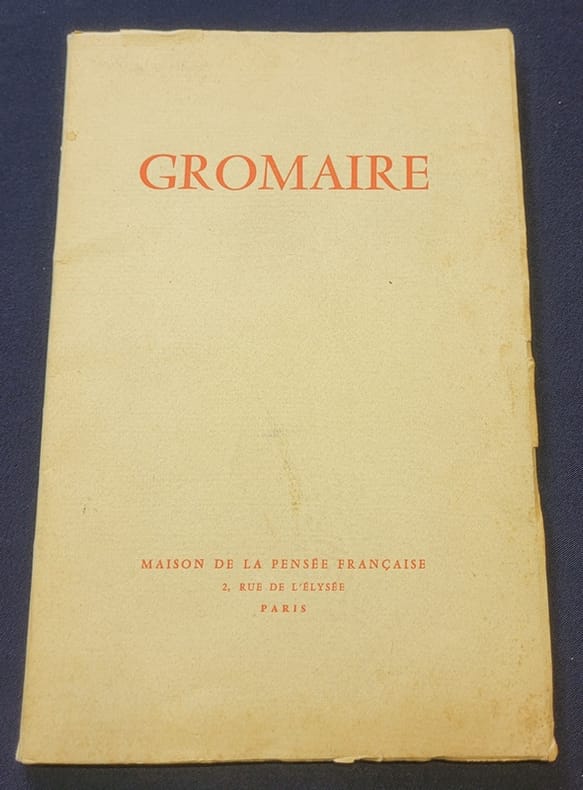 GROMAIRE
MAISON DE LA PENSÉE FRANÇAISE
2, RUE DE L'ÉLYSÉE
PARIS